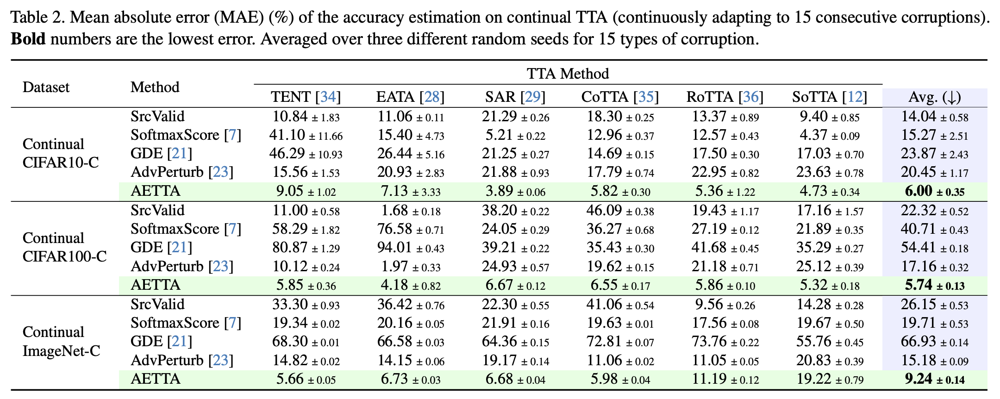 Table 2. Mean absolute error (MAE) (%) of the accuracy estimation on continual TTA (continuously adapting to 15 consecutive corruptions).
Bold numbers are the lowest error. Averaged over three different random seeds for 15 types of corruption.
Dataset Method TTA Method
TENT [34] EATA [28] SAR [29] CoTTA [35] RoTTA [36] SoTTA [12] Avg. (↓)
Continual CIFAR10-C
SrcValid 10.84 ± 1.83 11.06 ± 0.11 21.29 ± 0.26 18.30 ± 0.25 13.37 ± 0.89 9.40 ± 0.85 14.04 ± 0.58
SoftmaxScore [7] 41.10 ± 11.66 15.40 ± 4.73 5.21 ± 0.22 12.96 ± 0.37 12.57 ± 0.43 4.37 ± 0.09 15.27 ± 2.51
GDE [21] 46.29 ± 10.93 26.44 ± 5.16 21.25 ± 0.27 14.69 ± 0.15 17.50 ± 0.30 17.03 ± 0.70 23.87 ± 2.43
AdvPerturb [23] 15.56 ± 1.53 20.93 ± 2.83 21.88 ± 0.93 17.79 ± 0.74 22.95 ± 0.82 23.63 ± 0.78 20.45 ± 1.17
AETTA 9.05 ± 1.02 7.13 ± 3.33 3.89 ± 0.06 5.82 ± 0.30 5.36 ± 1.22 4.73 ± 0.34 6.00 ± 0.35
Continual CIFAR100-C
SrcValid 11.00 ± 0.58 1.68 ± 0.18 38.20 ± 0.22 46.09 ± 0.38 19.43 ± 1.17 17.16 ± 1.57 22.32 ± 0.52
SoftmaxScore [7] 58.29 ± 1.82 76.58 ± 0.71 24.05 ± 0.29 36.27 ± 0.68 27.19 ± 0.12 21.89 ± 0.35 40.71 ± 0.43
GDE [21] 80.87 ± 1.29 94.01 ± 0.43 39.21 ± 0.22 35.43 ± 0.30 41.68 ± 0.45 35.29 ± 0.27 54.41 ± 0.18
AdvPerturb [23] 10.12 ± 0.24 1.97 ± 0.33 24.93 ± 0.57 19.62 ± 0.15 21.18 ± 0.71 25.12 ± 0.39 17.16 ± 0.32
AETTA 5.85 ± 0.36 4.18 ± 0.82 6.67 ± 0.12 6.55 ± 0.17 5.86 ± 0.10 5.32 ± 0.18 5.74 ± 0.13
Continual ImageNet-C
SrcValid 33.30 ± 0.93 36.42 ± 0.76 22.30 ± 0.55 41.06 ± 0.54 9.56 ± 0.26 14.28 ± 0.28 26.15 ± 0.53
SoftmaxScore [7] 19.34 ± 0.02 20.16 ± 0.05 21.91 ± 0.16 19.63 ± 0.01 17.56 ± 0.08 19.67 ± 0.50 19.71 ± 0.53
GDE [21] 68.30 ± 0.01 66.58 ± 0.03 64.36 ± 0.15 72.81 ± 0.07 73.76 ± 0.22 55.76 ± 0.45 66.93 ± 0.14
AdvPerturb [23] 14.82 ± 0.02 14.15 ± 0.06 19.17 ± 0.14 11.06 ± 0.02 11.05 ± 0.05 20.83 ± 0.39 15.18 ± 0.09
AETTA 5.66 ± 0.05 6.73 ± 0.03 6.68 ± 0.04 5.98 ± 0.04 11.19 ± 0.12 19.22 ± 0.79 9.24 ± 0.14